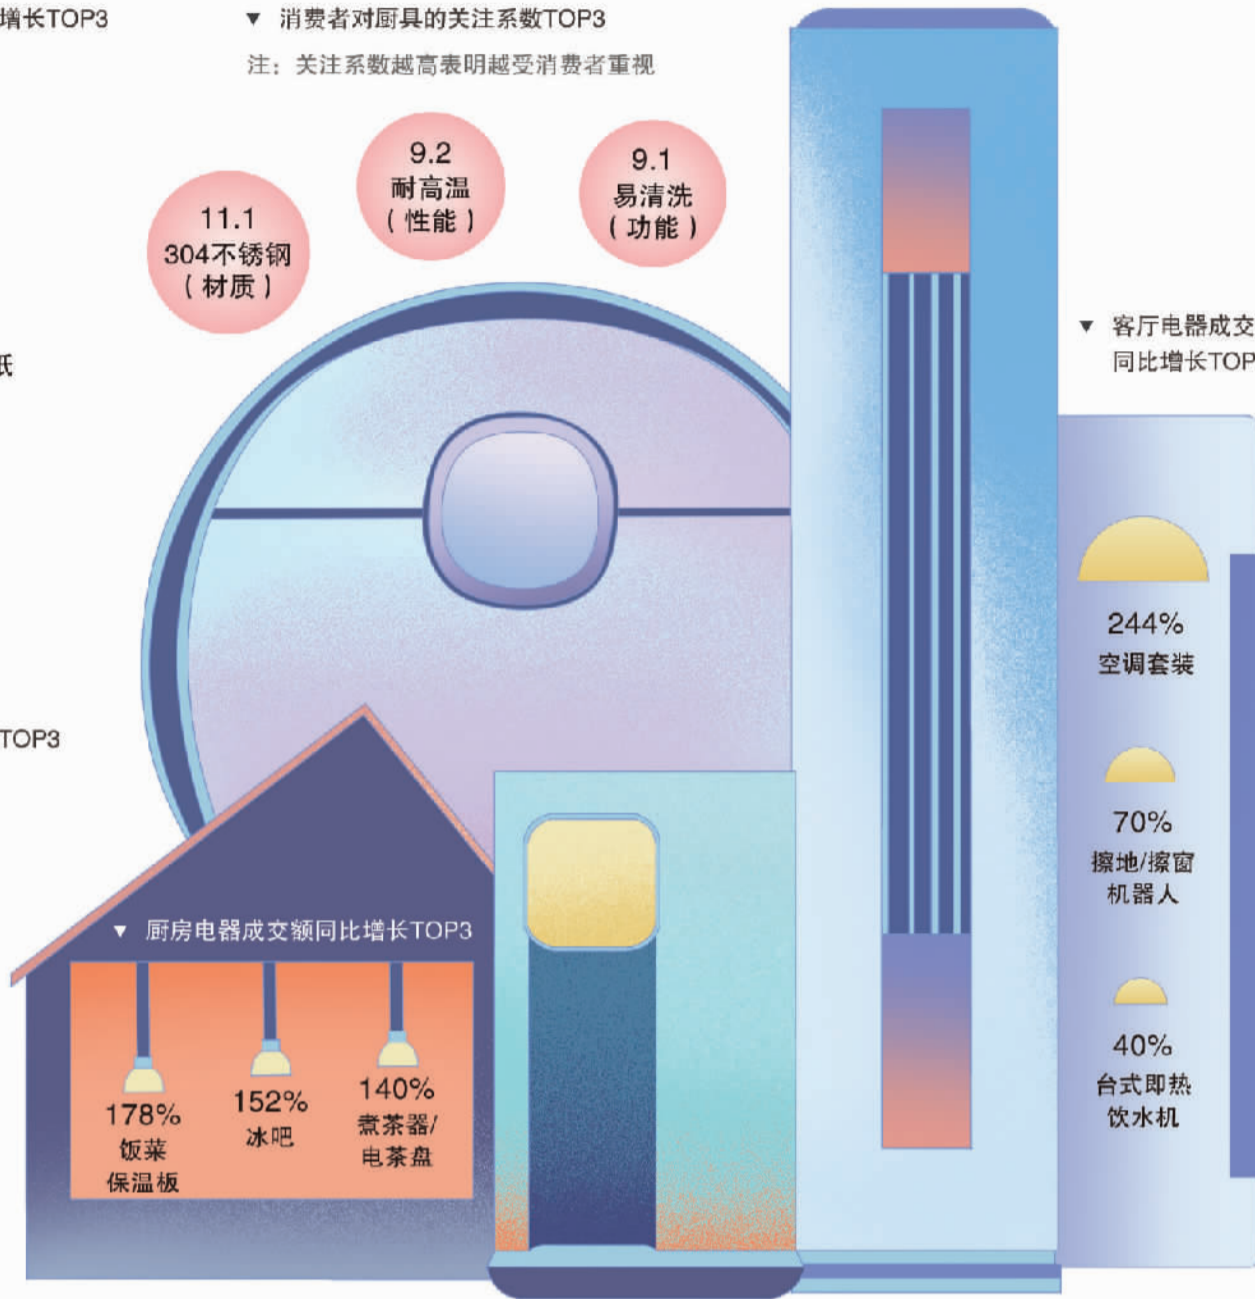 增长TOP3
▼ 消费者对厨具的关注系数TOP3
注：关注系数越高表明越受消费者重视
11.1
304不锈钢
（材质）
9.2
耐高温
（性能）
9.1
易清洗
（功能）
纸
TOP3
▼ 厨房电器成交额同比增长TOP3
178%
饭菜
保温板
152%
冰吧
140%
煮茶器/
电茶盘
▼ 客厅电器成交
同比增长TOP
244%
空调套装
70%
擦地/擦窗
机器人
40%
台式即热
饮水机